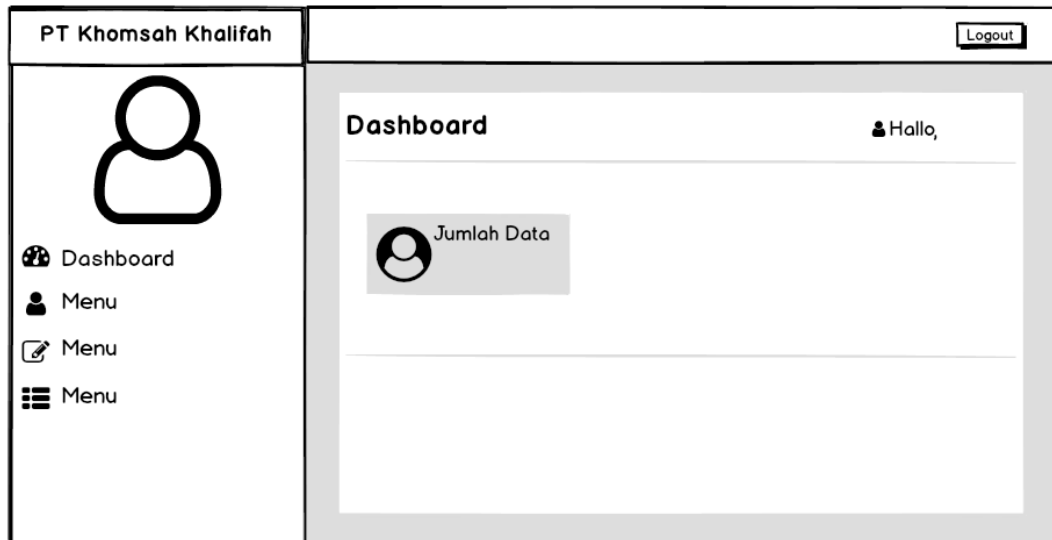 PT Khomsah Khalifah
Logout
Dashboard
Hallo,
Jumlah Data
Dashboard
Menu
Menu
Menu